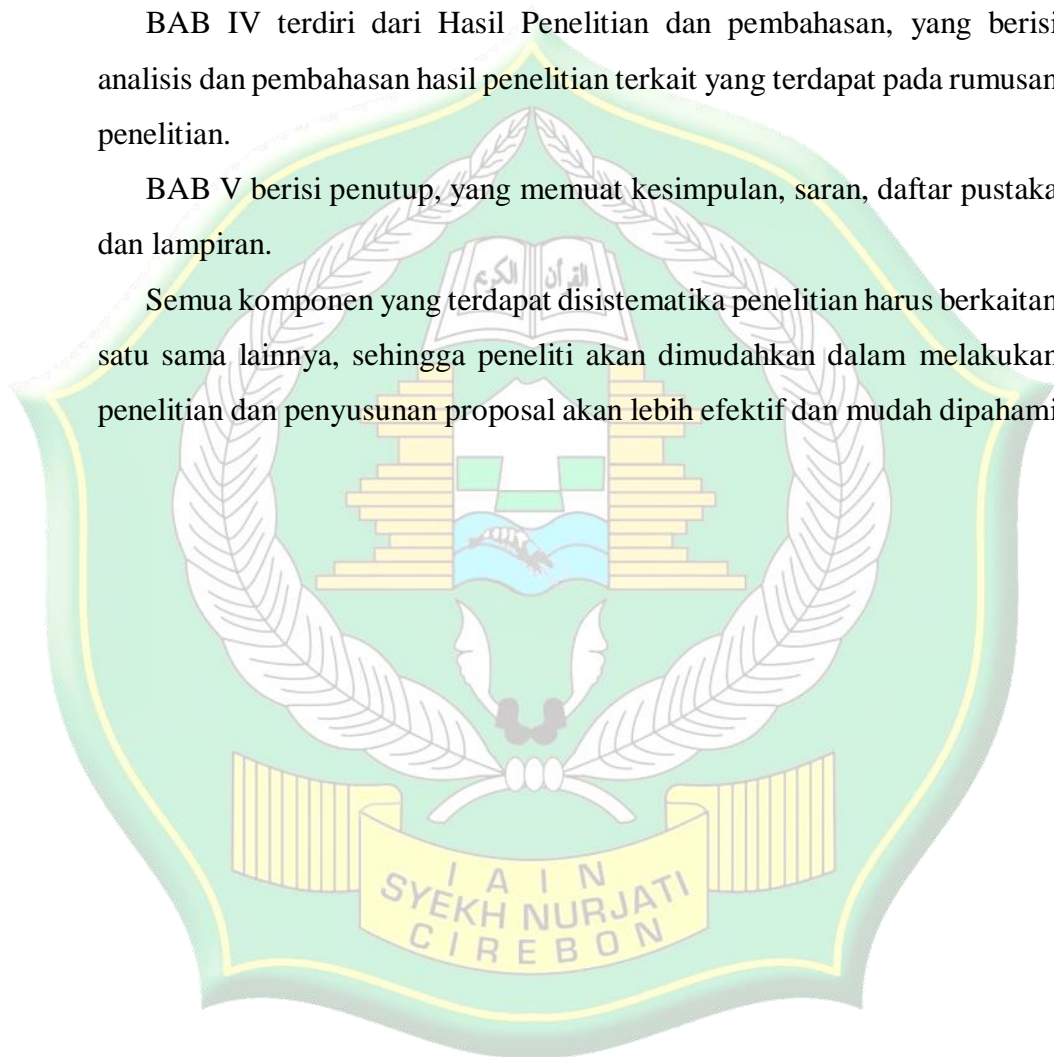 BAB IV terdiri dari Hasil Penelitian dan pembahasan, yang berisi
analisis dan pembahasan hasil penelitian terkait yang terdapat pada rumusan
penelitian.
BAB V berisi penutup, yang memuat kesimpulan, saran, daftar pustaka
dan lampiran.
القرأن الكريم
Semua komponen yang terdapat disistematika penelitian harus berkaitan
satu sama lainnya, sehingga peneliti akan dimudahkan dalam melakukan
penelitian dan penyusunan proposal akan lebih efektif dan mudah dipahami
IAIN
SYEKH NURJATI
CIREBON